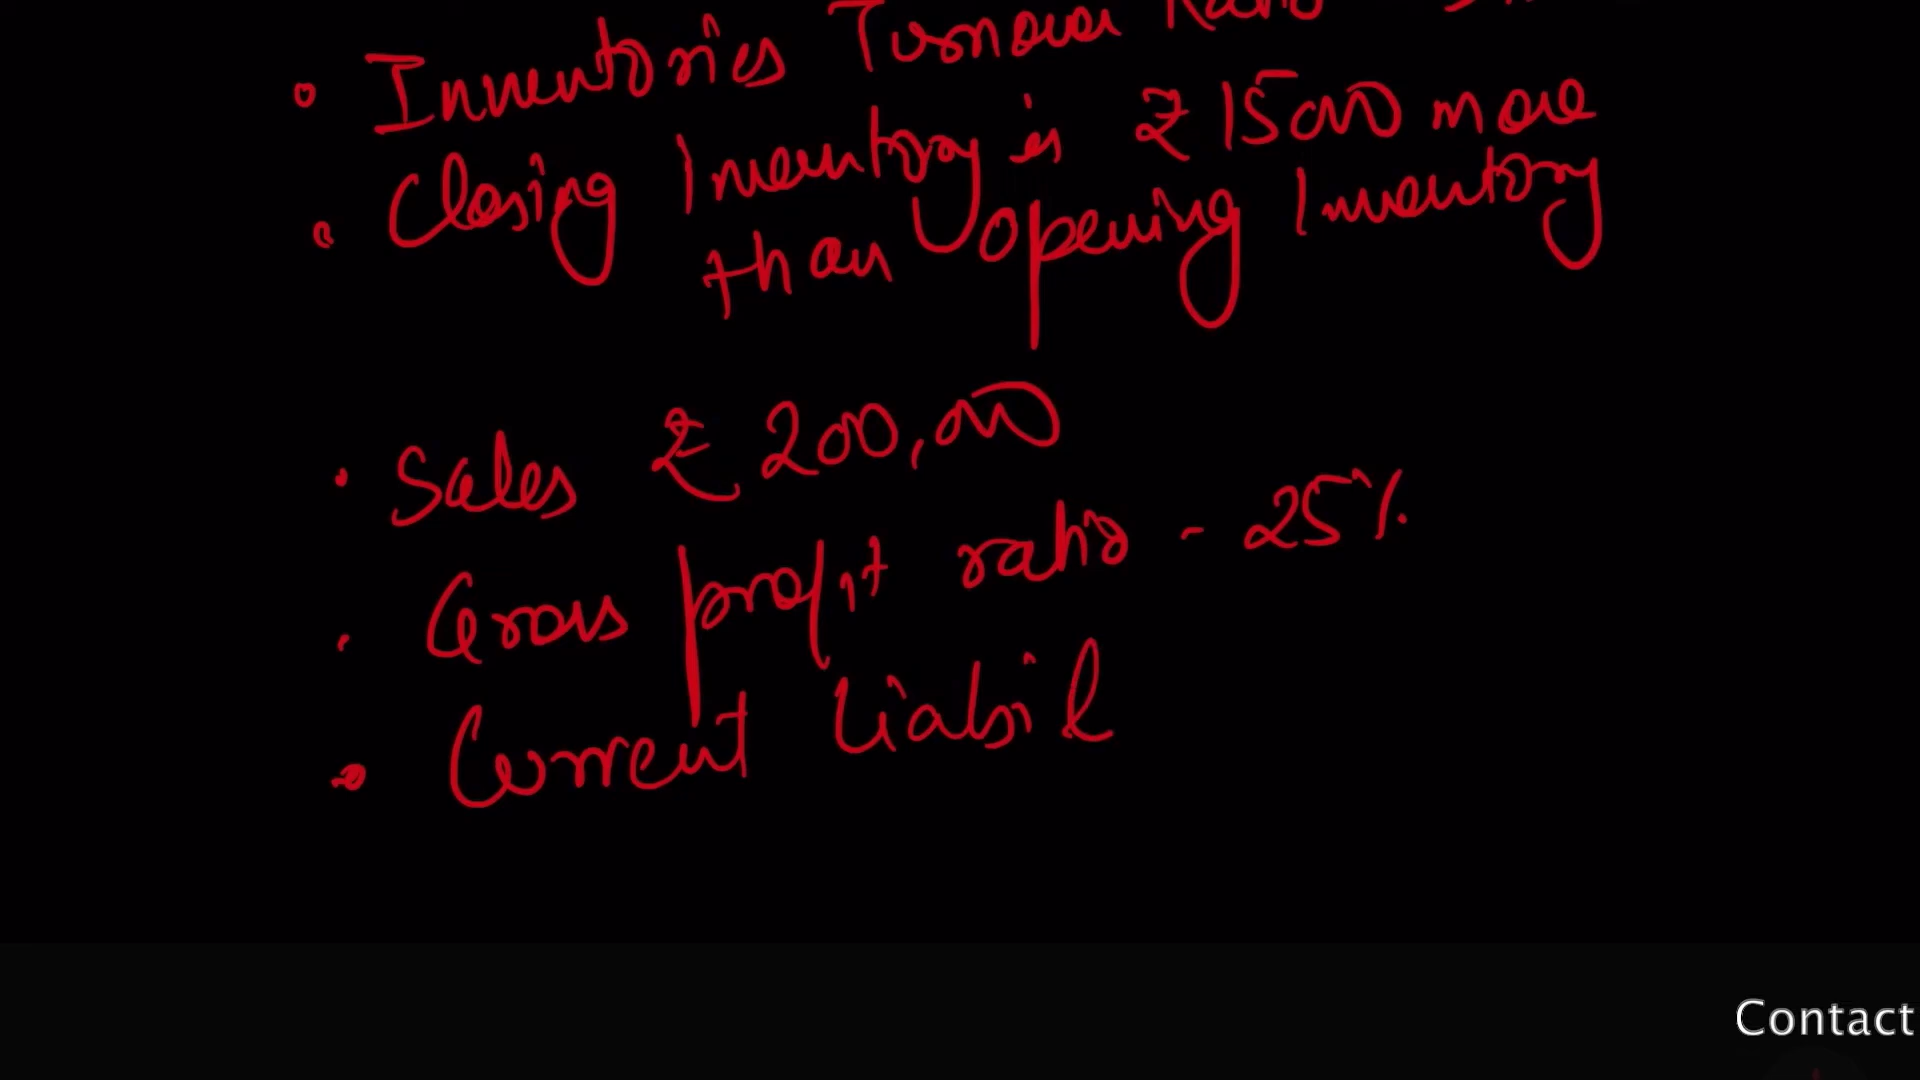 • Inventories Turnover Ratio
• Closing Inventory is ₹ 15000 more
than opening Inventory
• Sales ₹ 200,000
• Gross profit ratio - 25%
• Current Liabil
Contact